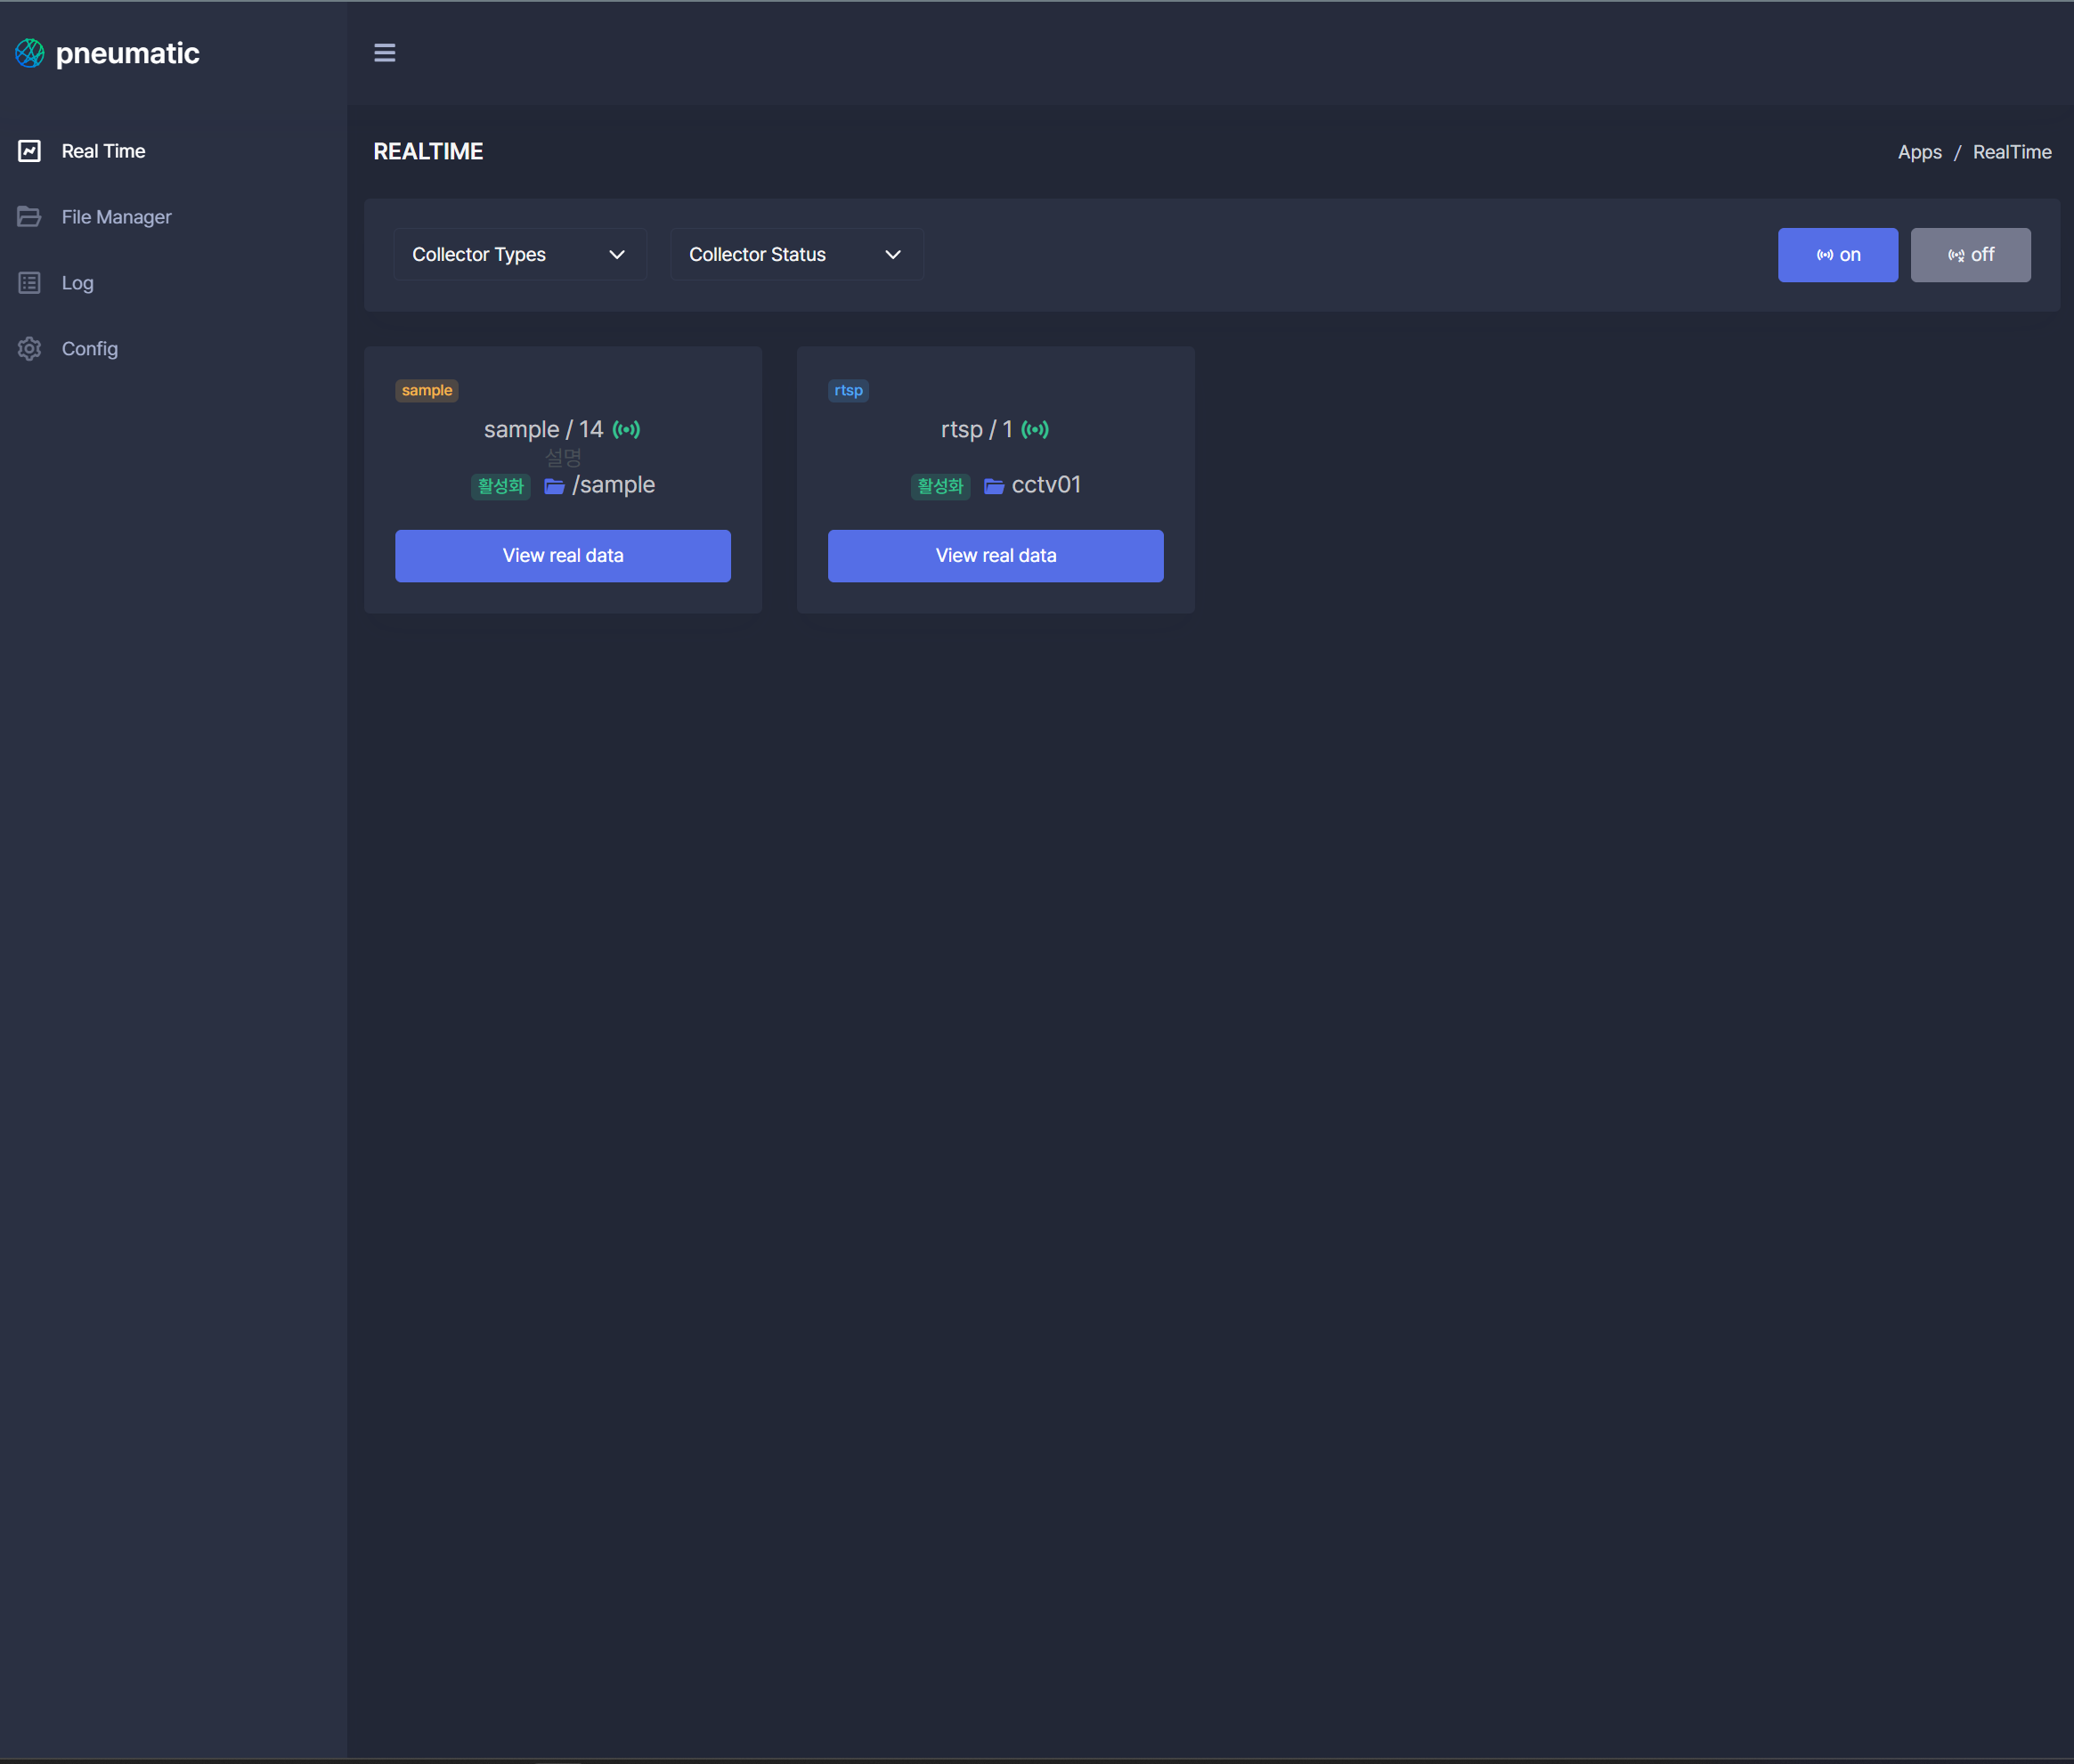 pneumatic
Real Time
File Manager
Log
Config
REALTIME
Apps / RealTime
Collector Types
Collector Status
on
off
sample
sample / 14
설명
활성화 /sample
View real data
rtsp
rtsp / 1
활성화 cctv01
View real data